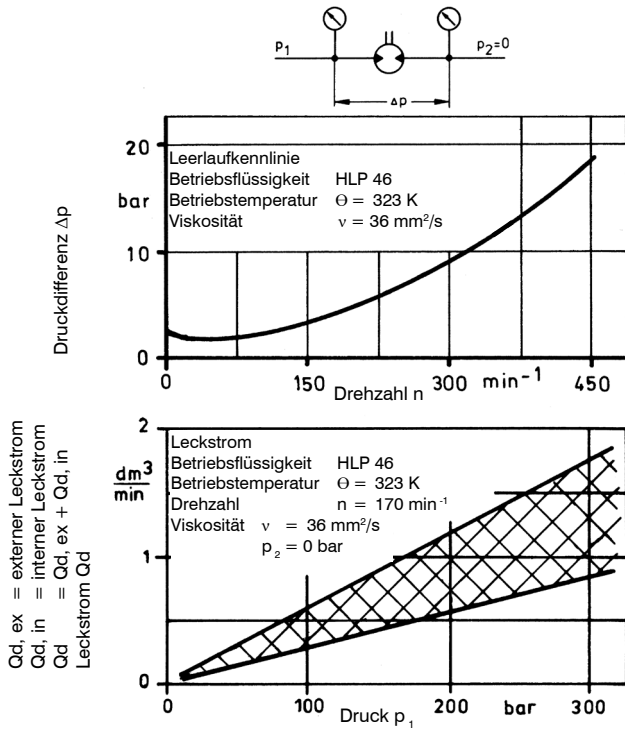 p₁
p₂=0
Δp
20
Leerlaufkennlinie
Betriebsflüssigkeit HLP 46
bar
Betriebstemperatur Θ = 323 K
Viskosität ν = 36 mm²/s
10
0
Druckdifferenz Δp
0 150 300 min⁻¹ 450
Drehzahl n
2
Leckstrom
Betriebsflüssigkeit HLP 46
dm³
min
Betriebstemperatur Θ = 323 K
Drehzahl n = 170 min⁻¹
Viskosität ν = 36 mm²/s
p₂ = 0 bar
1
0
Qd, ex = externer Leckstrom
Qd, in = interner Leckstrom
Qd = Qd, ex + Qd, in
Leckstrom Qd
100 200 bar 300
Druck p₁